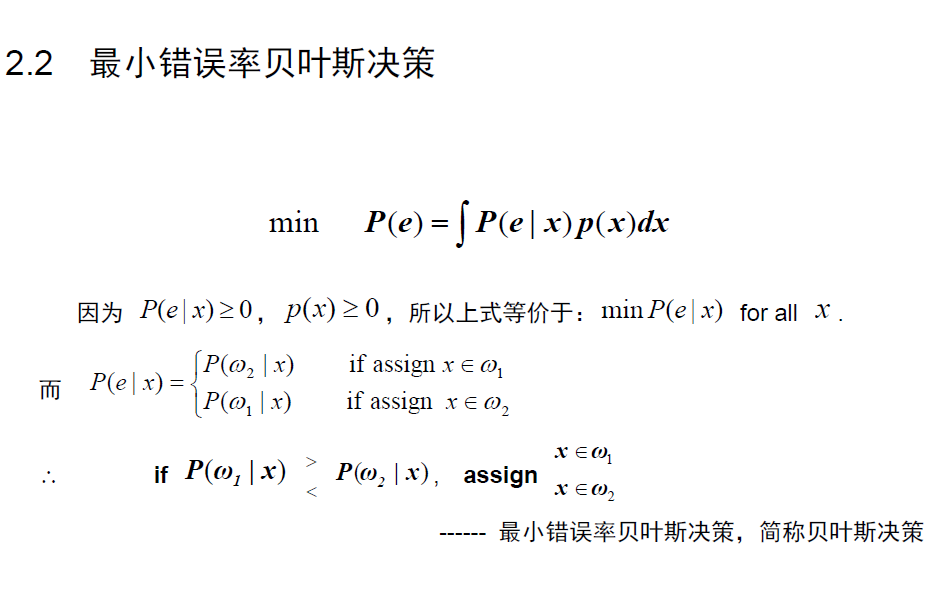 2.2 最小错误率贝叶斯决策
min P(e) = ∫ P(e | x) p(x)dx
因为 P(e | x) ≥ 0, p(x) ≥ 0, 所以上式等价于: min P(e | x) for all x .
而 P(e | x) = { P(ω₂ | x) if assign x ∈ ω₁
P(ω₁ | x) if assign x ∈ ω₂
∴ if P(ω₁ | x) > < P(ω₂ | x), assign x ∈ ω₁ x ∈ ω₂
------ 最小错误率贝叶斯决策，简称贝叶斯决策